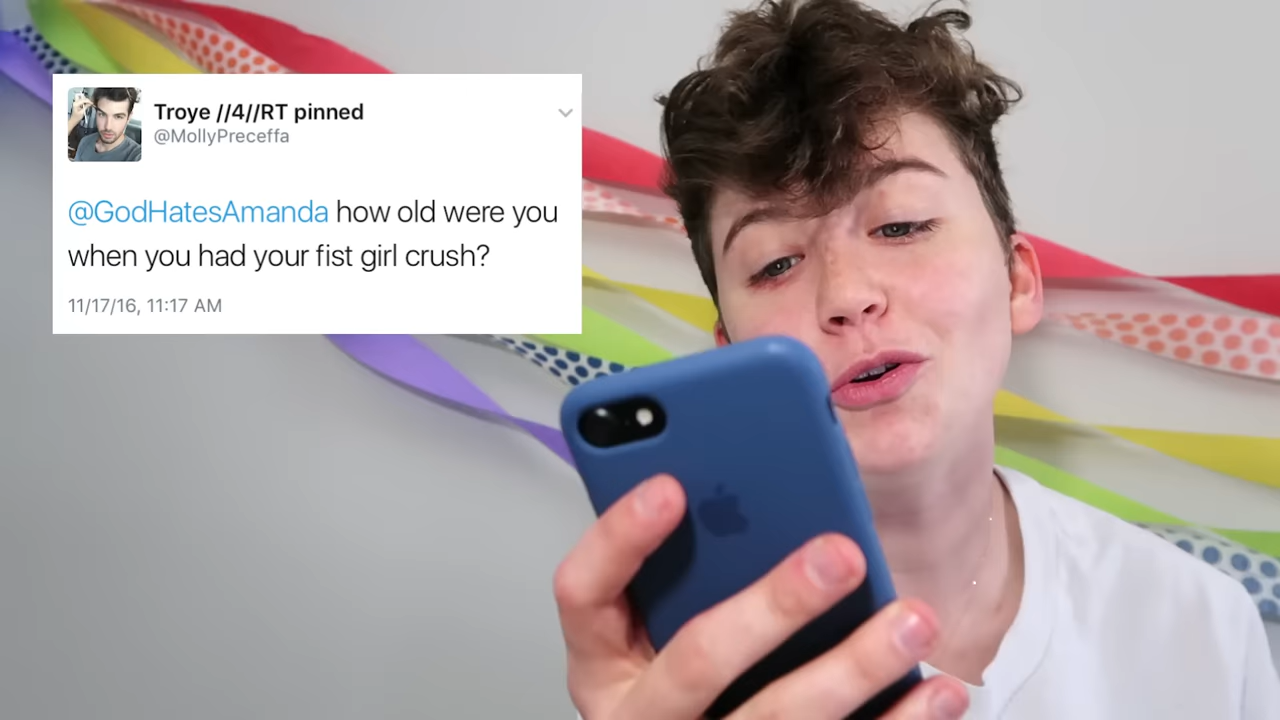 Troye //4//RT pinned
@MollyPreceffa
@GodHatesAmanda how old were you
when you had your fist girl crush?
11/17/16, 11:17 AM